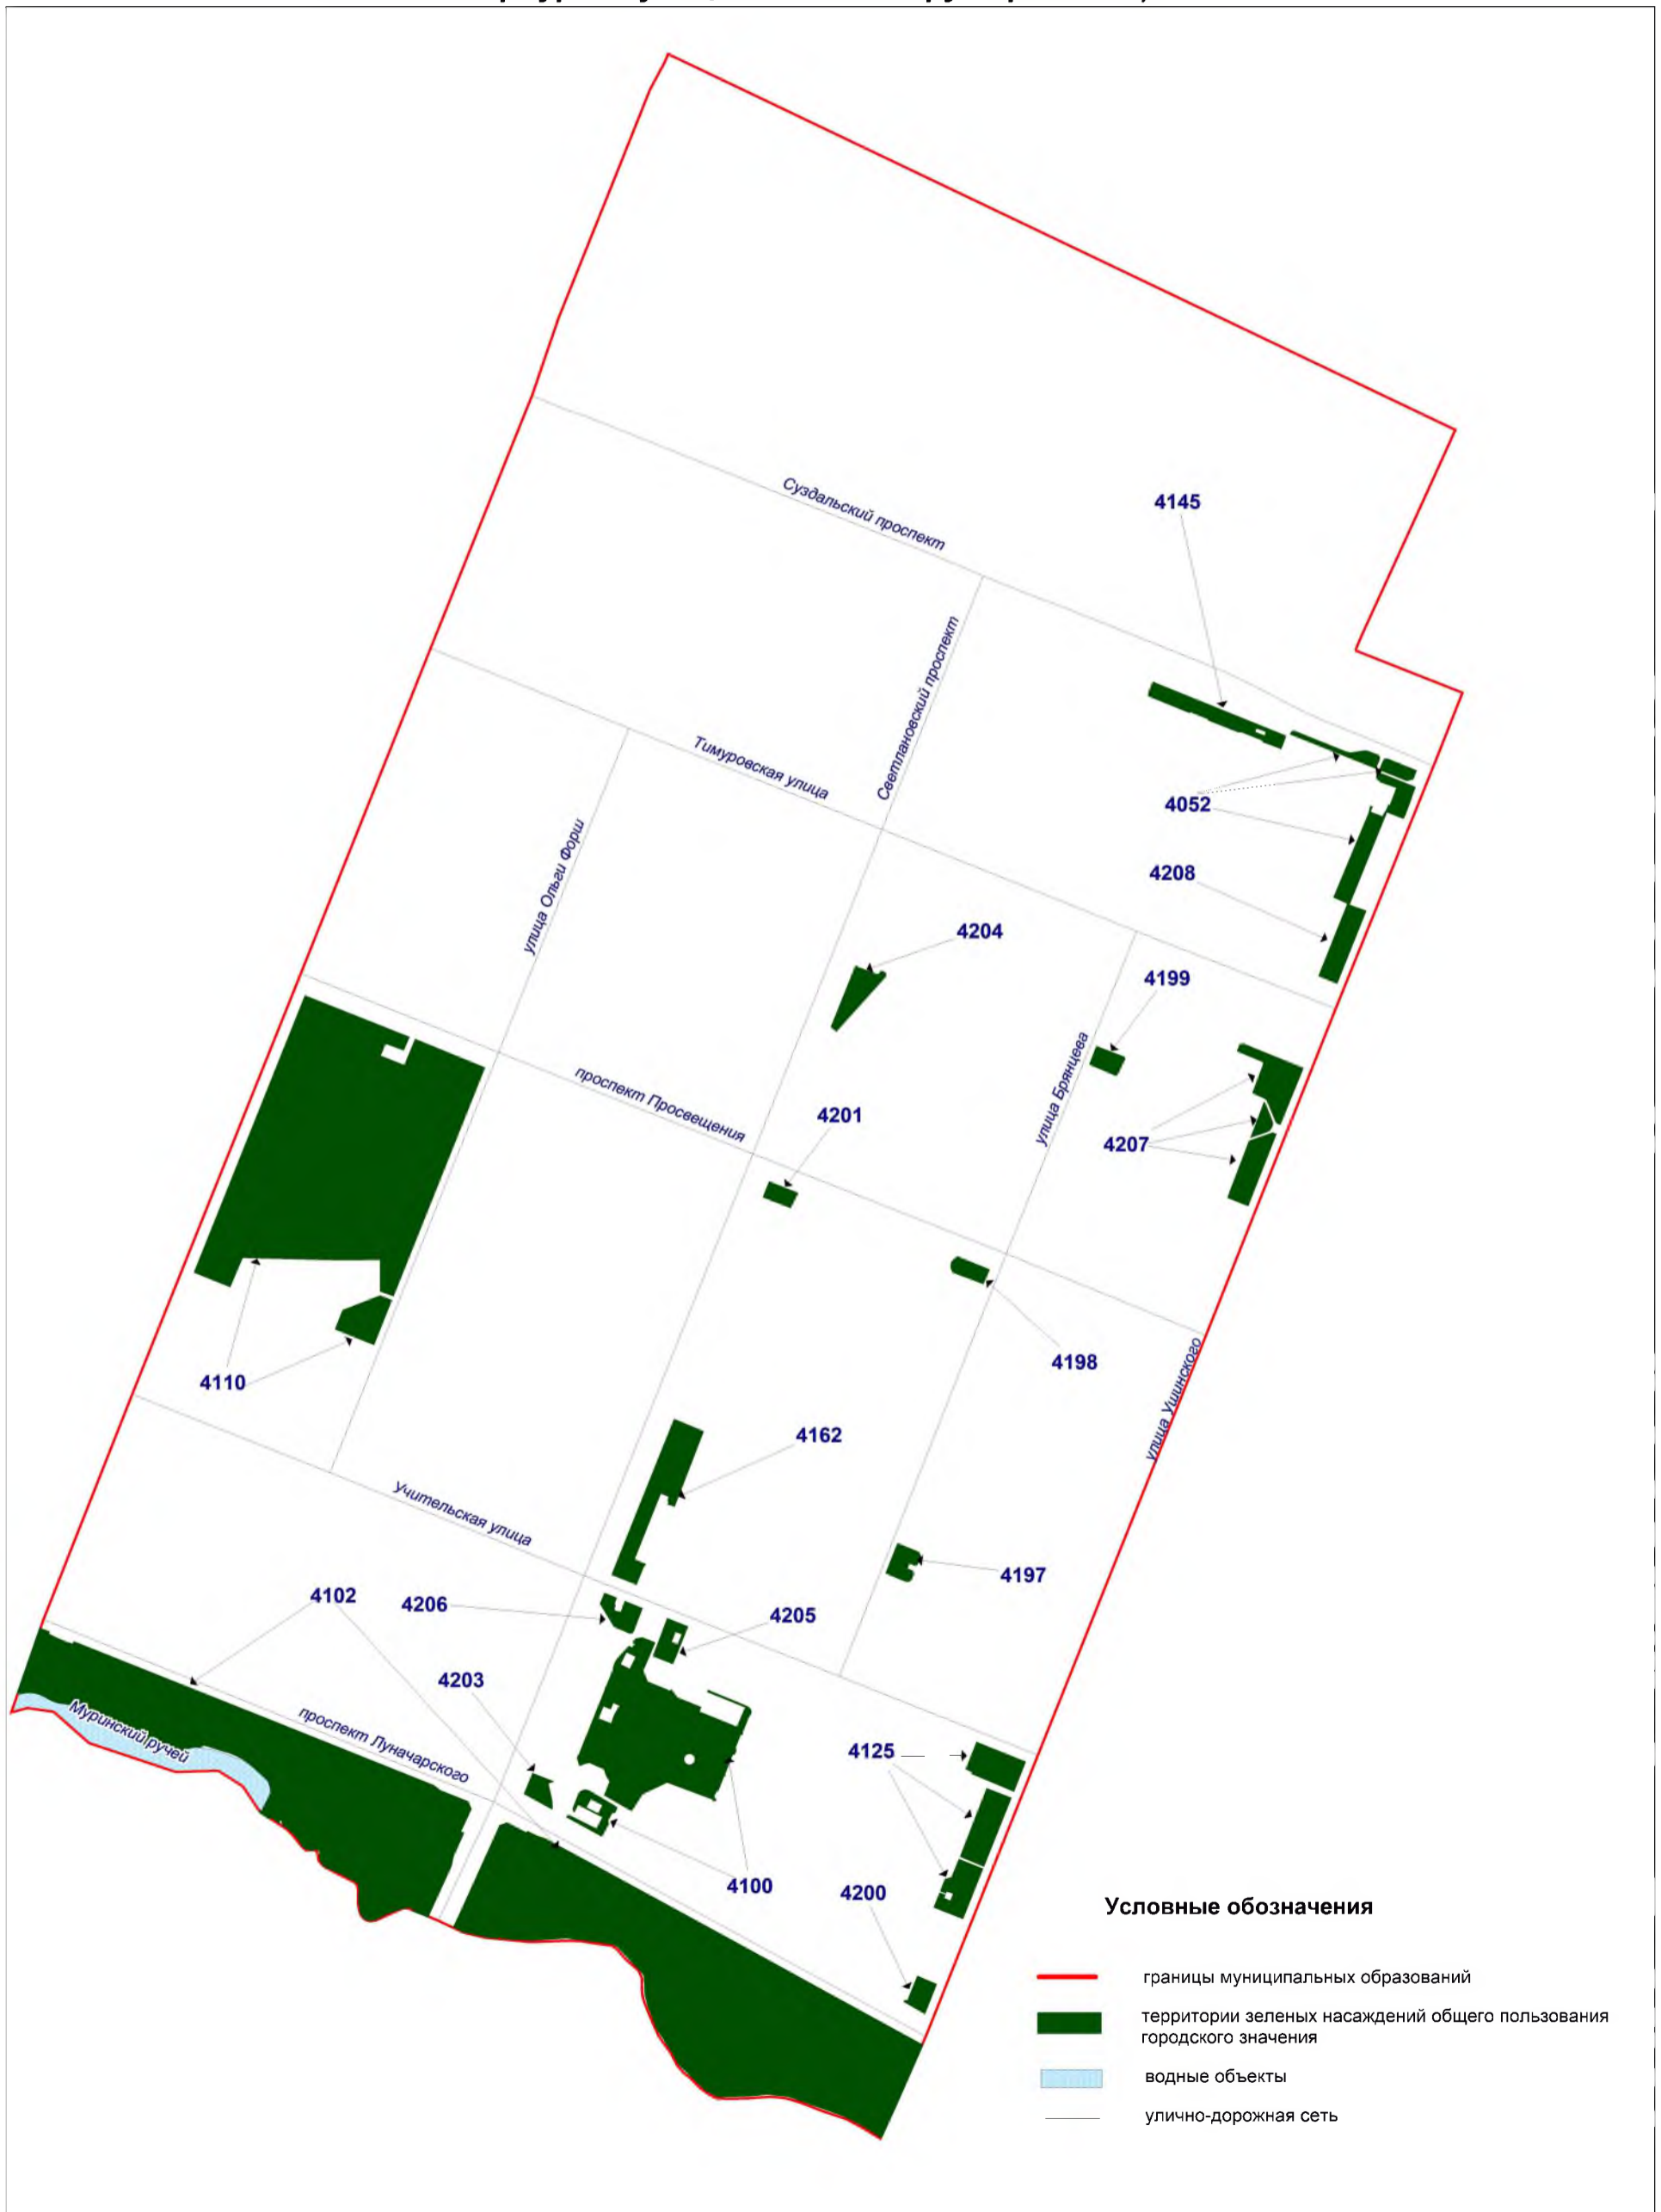 Суздальский проспект
4145
Светлановский проспект
Тимуровская улица
4052
улица Ольги Форш
4208
4204
4199
улица Брянцева
проспект Просвещения
4201
4207
4198
улица Ушинского
4110
4162
Учительская улица
4197
4102
4206
4205
4203
Муринский ручей
проспект Луначарского
4125
4100
4200
Условные обозначения
границы муниципальных образований
территории зеленых насаждений общего пользования
городского значения
водные объекты
улично-дорожная сеть